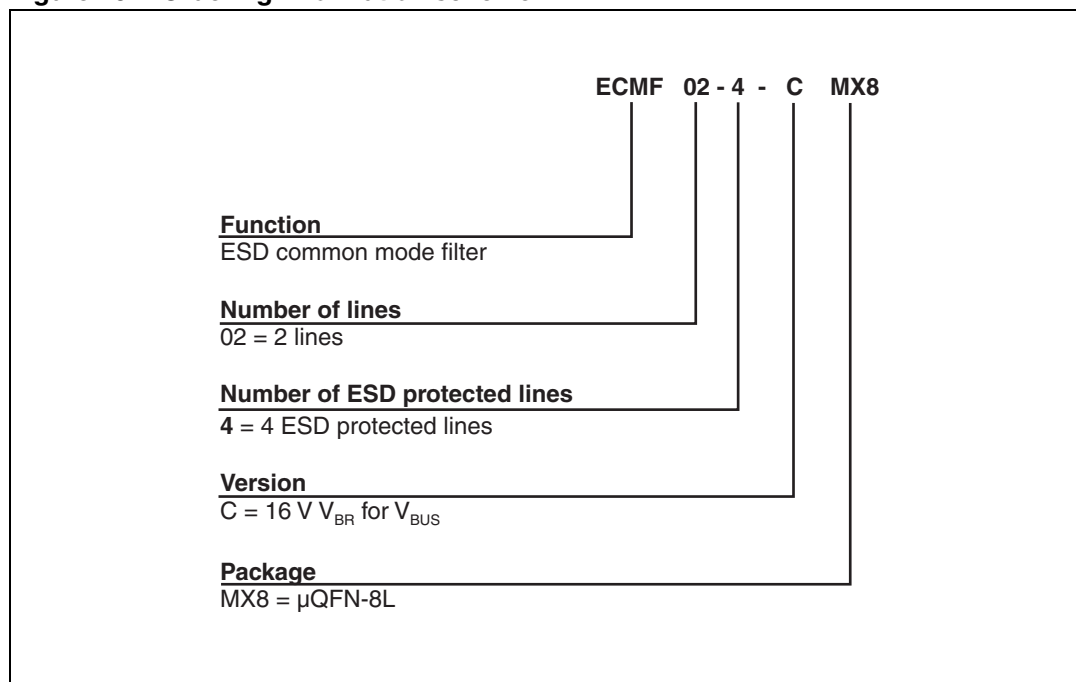 ECMF 02 - 4 - C MX8
Function
ESD common mode filter
Number of lines
02 = 2 lines
Number of ESD protected lines
4 = 4 ESD protected lines
Version
C = 16 V VBR for VBUS
Package
MX8 = µQFN-8L